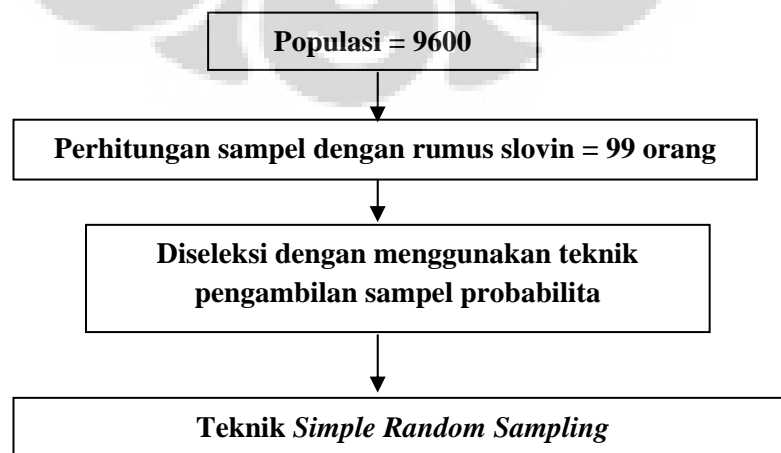 Populasi = 9600
Perhitungan sampel dengan rumus slovin = 99 orang
Diseleksi dengan menggunakan teknik
pengambilan sampel probabilita
Teknik Simple Random Sampling